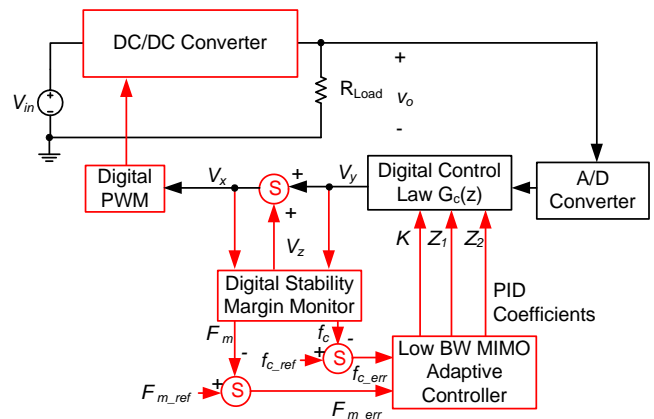 DC/DC Converter
V_in
R_Load
+
v_o
-
Digital
PWM
V_x
S
+
+
V_y
V_z
Digital Control
Law G_c(z)
A/D
Converter
K
Z_1
Z_2
PID
Coefficients
Digital Stability
Margin Monitor
F_m
f_c
-
-
f_c_ref
+
S
f_c_err
Low BW MIMO
Adaptive
Controller
F_m_ref
+
S
F_m_err